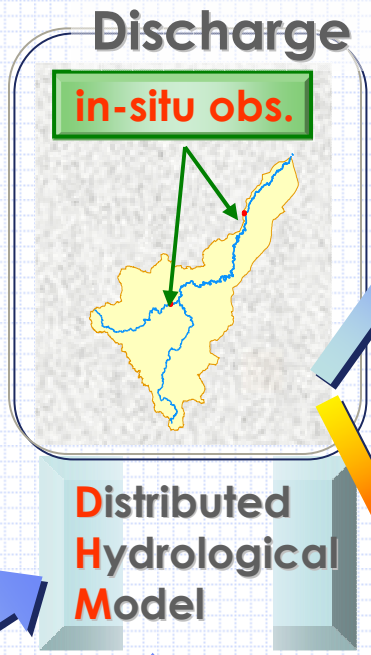 Discharge
in-situ obs.
Distributed
Hydrological
Model